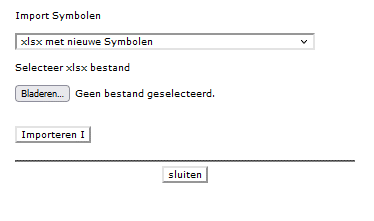 Import Symbolen
xlsx met nieuwe Symbolen
Selecteer xlsx bestand
Bladeren... Geen bestand geselecteerd.
Importeren I
sluiten